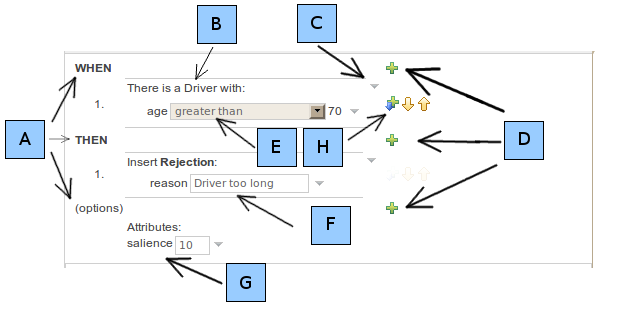 B
C
WHEN
There is a Driver with:
1.
age greater than 70
A
THEN
E
H
D
Insert Rejection:
1.
reason Driver too long
(options)
F
Attributes:
salience 10
G